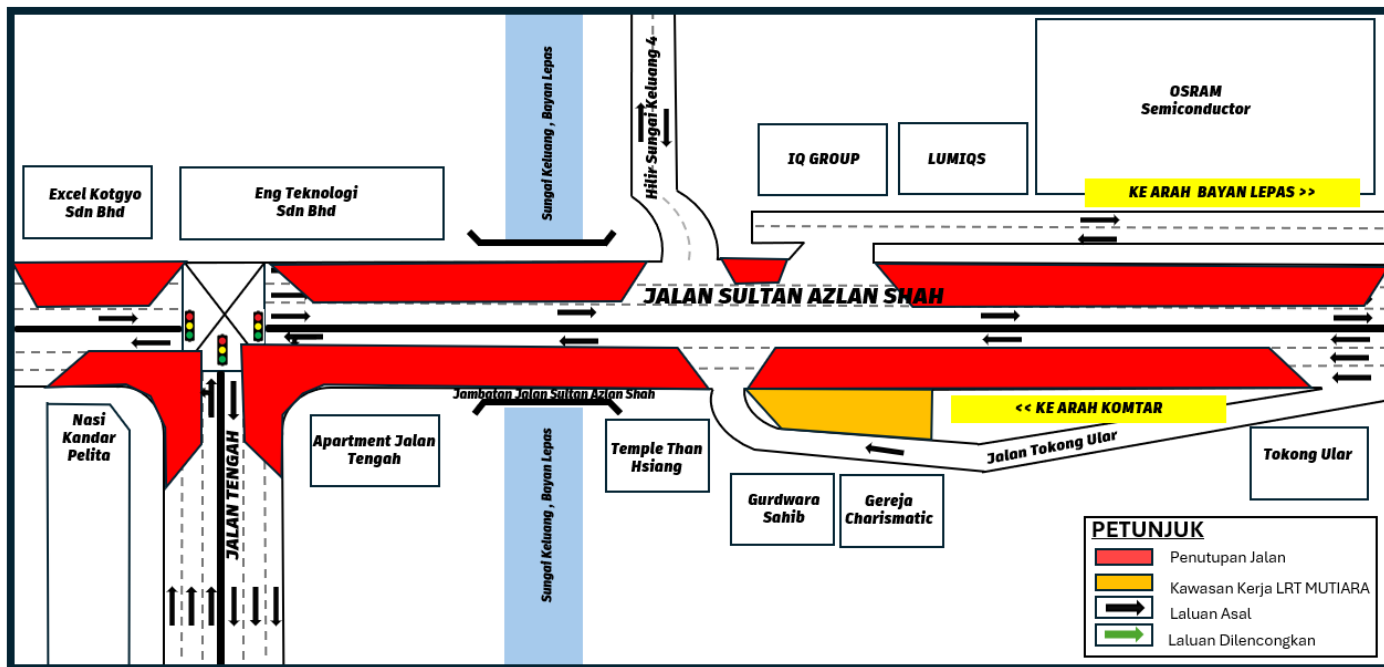 Sungai Keluang , Bayan Lepas
Hilir Sungai Keluang 4
OSRAM
Semiconductor
IQ GROUP
LUMIQS
Excel Kotgyo
Sdn Bhd
Eng Teknologi
Sdn Bhd
KE ARAH  BAYAN LEPAS >>
JALAN SULTAN AZLAN SHAH
Jambatan Jalan Sultan Azlan Shah
<< KE ARAH KOMTAR
Nasi
Kandar
Pelita
JALAN TENGAH
Apartment Jalan
Tengah
Sungai Keluang , Bayan Lepas
Temple Than
Hsiang
Jalan Tokong Ular
Tokong Ular
Gurdwara
Sahib
Gereja
Charismatic
PETUNJUK
Penutupan Jalan
Kawasan Kerja LRT MUTIARA
Laluan Asal
Laluan Dilencongkan